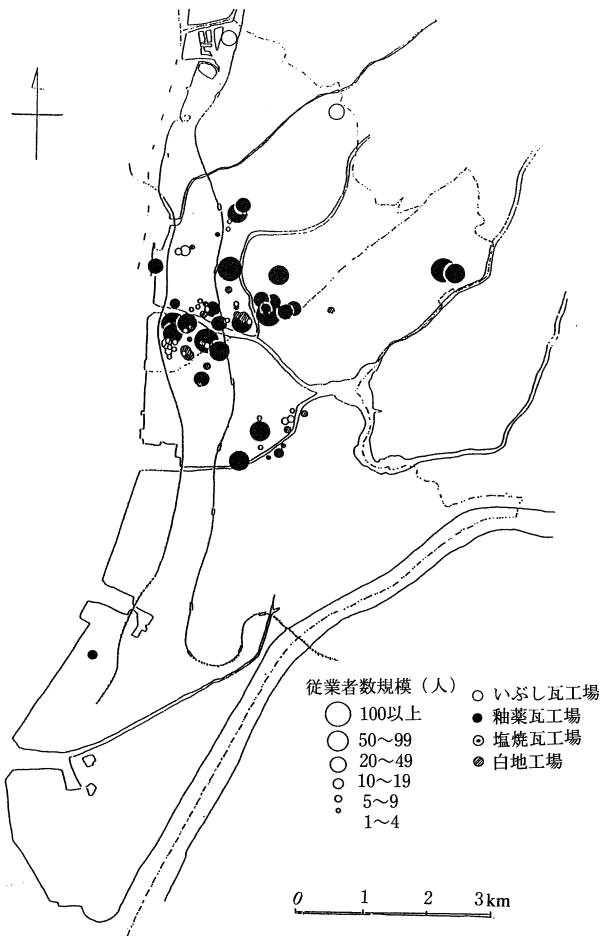 従業者数規模（人）
100以上
50～99
20～49
10～19
5～9
1～4
いぶし瓦工場
釉薬瓦工場
塩焼瓦工場
白地工場
0 1 2 3km